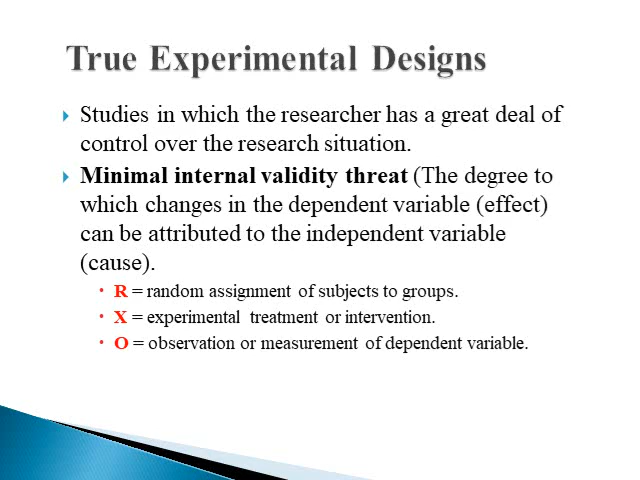 True Experimental Designs
Studies in which the researcher has a great deal of
control over the research situation.
Minimal internal validity threat (The degree to
which changes in the dependent variable (effect)
can be attributed to the independent variable
(cause).
R = random assignment of subjects to groups.
X = experimental treatment or intervention.
O = observation or measurement of dependent variable.